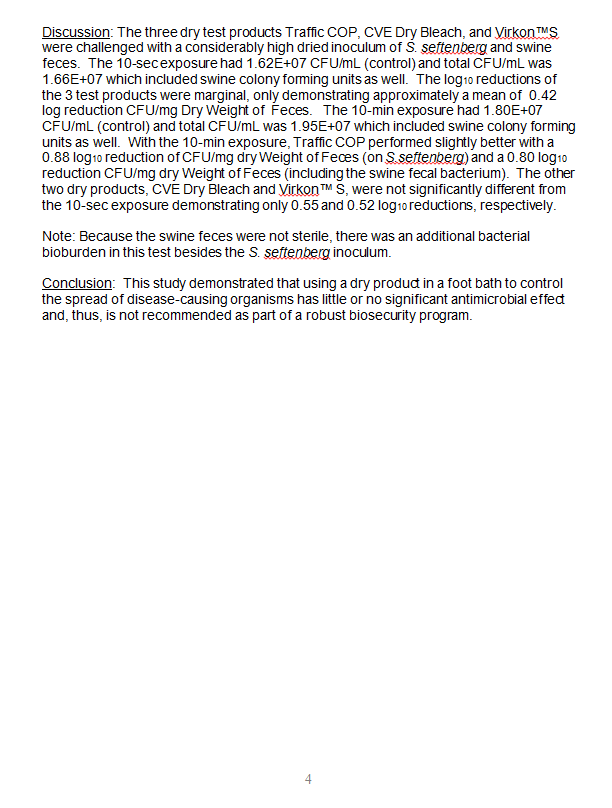 Discussion: The three dry test products Traffic COP, CVE Dry Bleach, and Virkon™S
were challenged with a considerably high dried inoculum of S. seftenberg and swine
feces. The 10-sec exposure had 1.62E+07 CFU/mL (control) and total CFU/mL was
1.66E+07 which included swine colony forming units as well. The log10 reductions of
the 3 test products were marginal, only demonstrating approximately a mean of 0.42
log reduction CFU/mg Dry Weight of Feces. The 10-min exposure had 1.80E+07
CFU/mL (control) and total CFU/mL was 1.95E+07 which included swine colony forming
units as well. With the 10-min exposure, Traffic COP performed slightly better with a
0.88 log10 reduction of CFU/mg dry Weight of Feces (on S.seftenberg) and a 0.80 log10
reduction CFU/mg dry Weight of Feces (including the swine fecal bacterium). The other
two dry products, CVE Dry Bleach and Virkon™ S, were not significantly different from
the 10-sec exposure demonstrating only 0.55 and 0.52 log10 reductions, respectively.
Note: Because the swine feces were not sterile, there was an additional bacterial
bioburden in this test besides the S. seftenberg inoculum.
Conclusion: This study demonstrated that using a dry product in a foot bath to control
the spread of disease-causing organisms has little or no significant antimicrobial effect
and, thus, is not recommended as part of a robust biosecurity program.
4